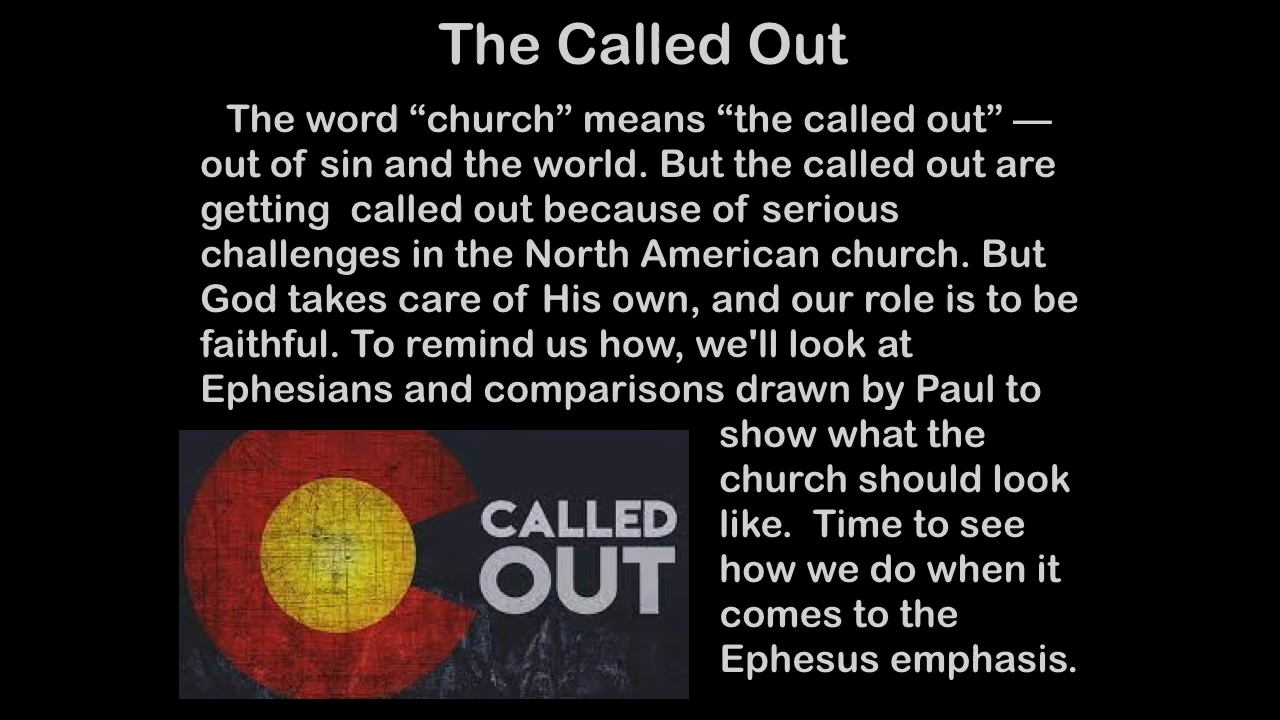 The Called Out
The word “church” means “the called out” —
out of sin and the world. But the called out are
getting  called out because of serious
challenges in the North American church. But
God takes care of His own, and our role is to be
faithful. To remind us how, we'll look at
Ephesians and comparisons drawn by Paul to
show what the
church should look
like.  Time to see
how we do when it
comes to the
Ephesus emphasis.
CALLED
OUT